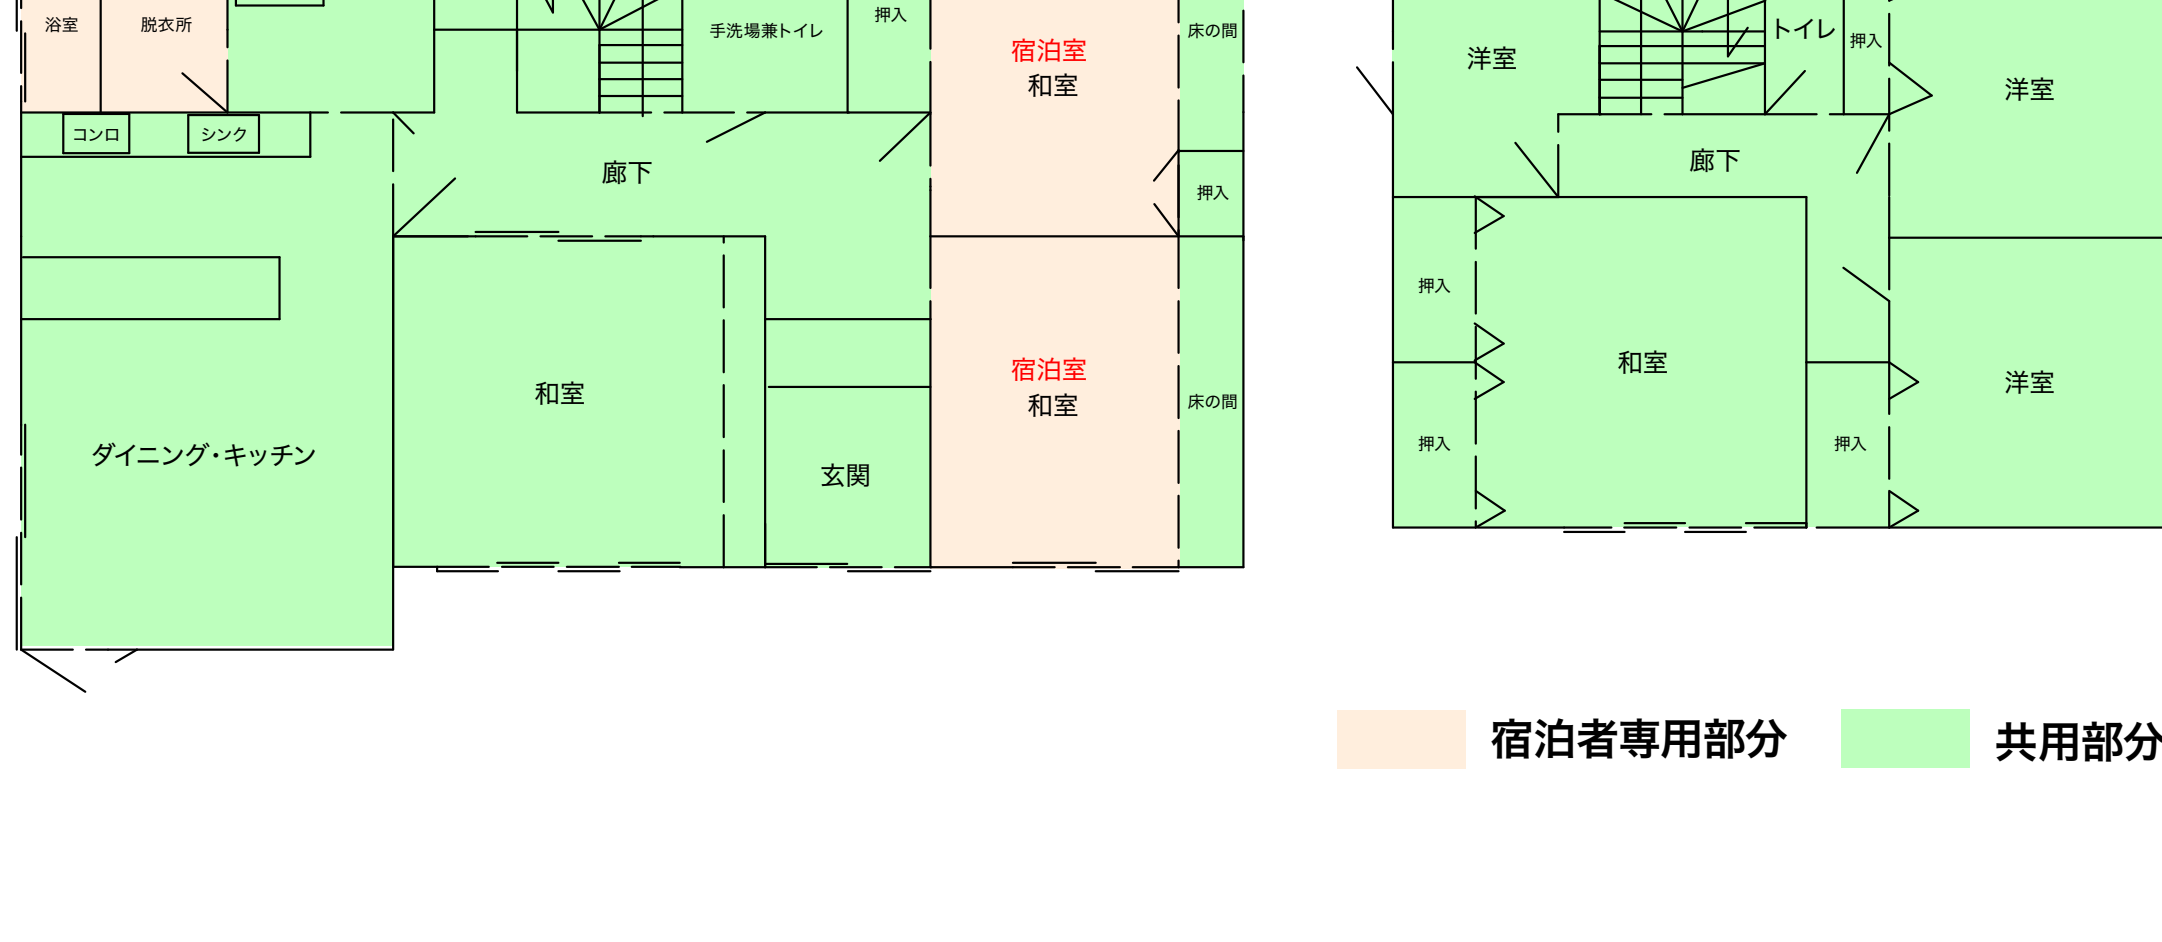 浴室
脱衣所
手洗場兼トイレ
押入
宿泊室
和室
床の間
コンロ
シンク
廊下
押入
宿泊室
和室
床の間
和室
ダイニング・キッチン
玄関
洋室
トイレ
押入
洋室
廊下
押入
和室
洋室
押入
押入
宿泊者専用部分
共用部分